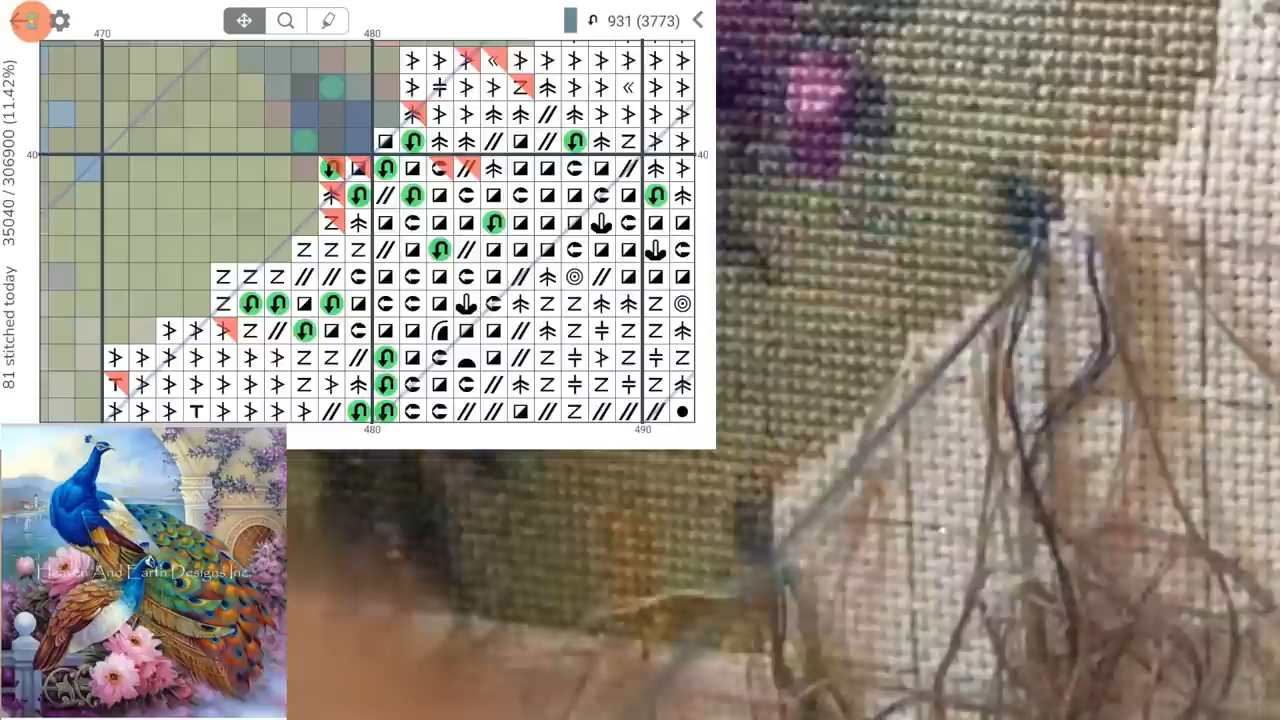 931 (3773)
470 480
40 40
81 stitched today 35040 / 306900 (11.42%)
480 490
Heaven And Earth Designs Inc.